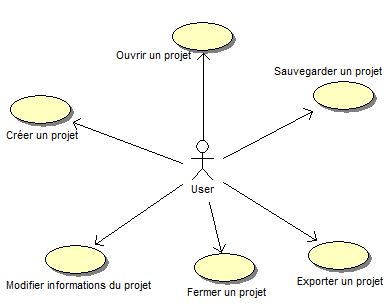 Ouvrir un projet
Sauvegarder un projet
Créer un projet
User
Modifier informations du projet
Fermer un projet
Exporter un projet